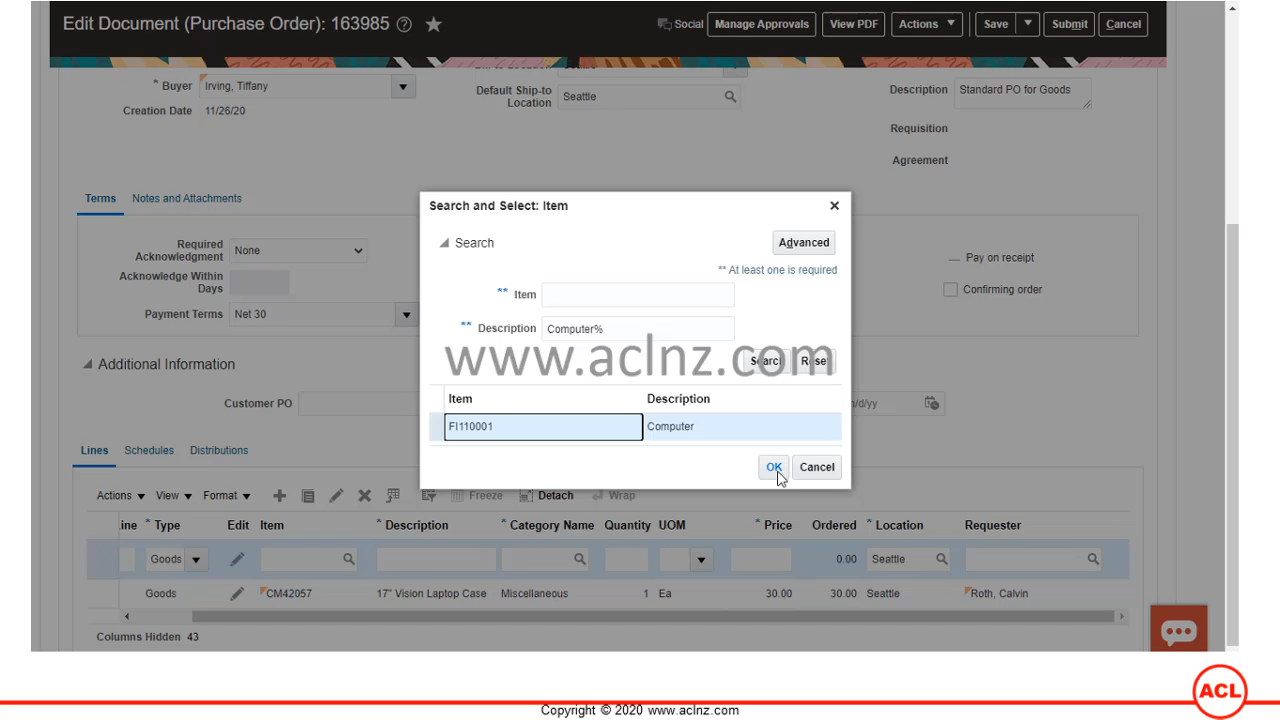 Edit Document (Purchase Order): 163985 ? Social Manage Approvals View PDF Actions Save Submit Cancel
* Buyer Irving, Tiffany
Creation Date 11/26/20
Default Ship-to Location Seattle
Description Standard PO for Goods
Requisition
Agreement
Terms Notes and Attachments
Required Acknowledgment None
Acknowledge Within Days
Payment Terms Net 30
Pay on receipt
Confirming order
Additional Information
Customer PO
m/d/yy
Search and Select: Item
Search Advanced
** At least one is required
** Item
** Description Computer%
www.aclnz.com
Search Reset
Item Description
FI110001 Computer
OK Cancel
Lines Schedules Distributions
Actions View Format Freeze Detach Wrap
ine * Type Edit Item * Description * Category Name Quantity UOM * Price Ordered * Location Requester
Goods 0.00 Seattle
Goods CM42057 17" Vision Laptop Case Miscellaneous 1 Ea 30.00 30.00 Seattle Roth, Calvin
Columns Hidden 43
ACL
Copyright © 2020 www.aclnz.com